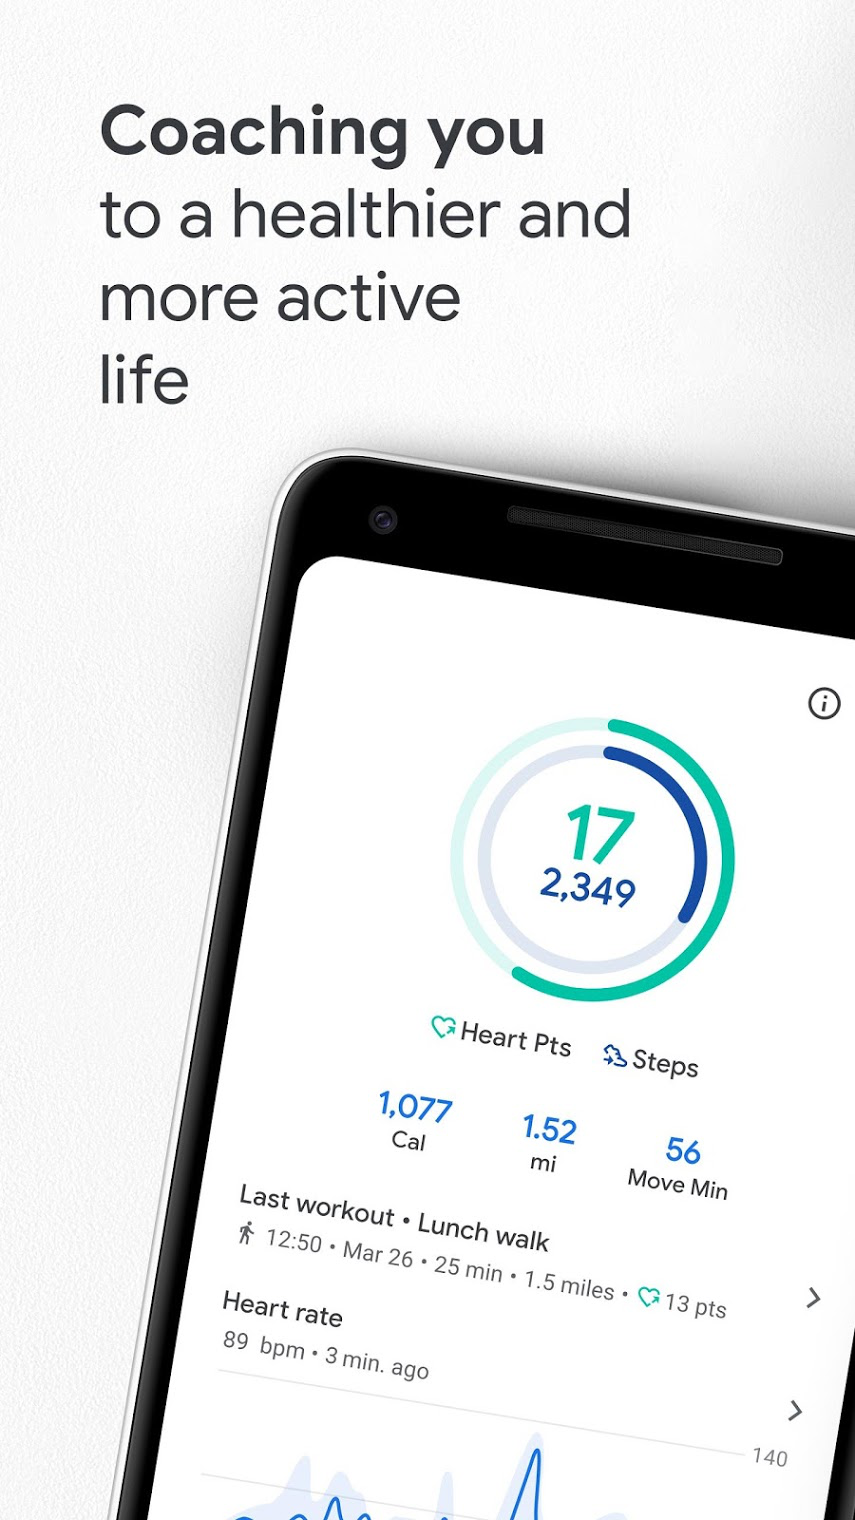 Coaching you
to a healthier and
more active
life
17
2,349
Heart Pts Steps
1,077 1.52 56
Cal mi Move Min
Last workout • Lunch walk
12:50 • Mar 26 • 25 min • 1.5 miles • 13 pts
Heart rate
89 bpm • 3 min. ago
140